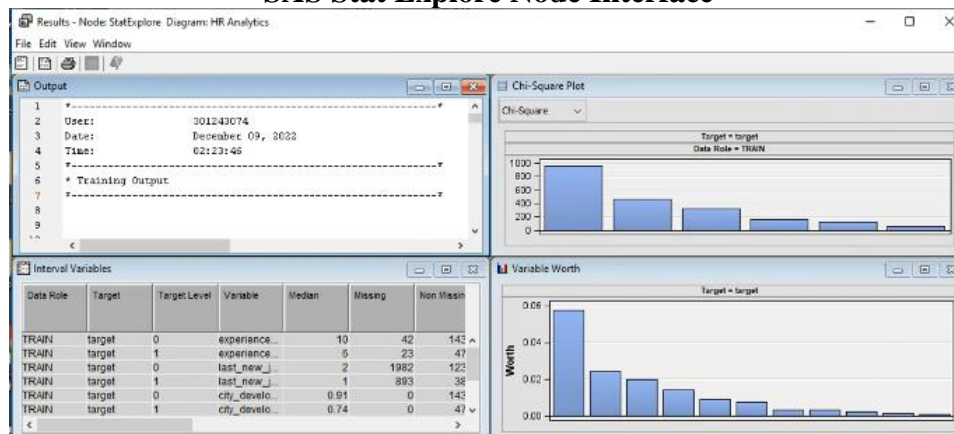 SAS Stat Explore Node Interface
Results - Node: StatExplore Diagram: HR Analytics
File Edit View Window
Output
1 *------------------------------------------------------------*
2 User: 301243074
3 Date: December 09, 2022
4 Time: 02:23:46
5 *------------------------------------------------------------*
6 * Training Output
7 *------------------------------------------------------------*
8
9
Chi-Square Plot
Chi-Square
Target = target
Data Role = TRAIN
1000
800
600
400
200
0
Interval Variables
Data Role Target Target Level Variable Median Missing Non Missin
TRAIN target 0 experience... 10 42 143
TRAIN target 1 experience... 5 23 47
TRAIN target 0 last_new_j... 2 1982 123
TRAIN target 1 last_new_j... 1 893 38
TRAIN target 0 city_develo... 0.91 0 143
TRAIN target 1 city_develo... 0.74 0 47
Variable Worth
Target = target
Worth
0.06
0.04
0.02
0.00